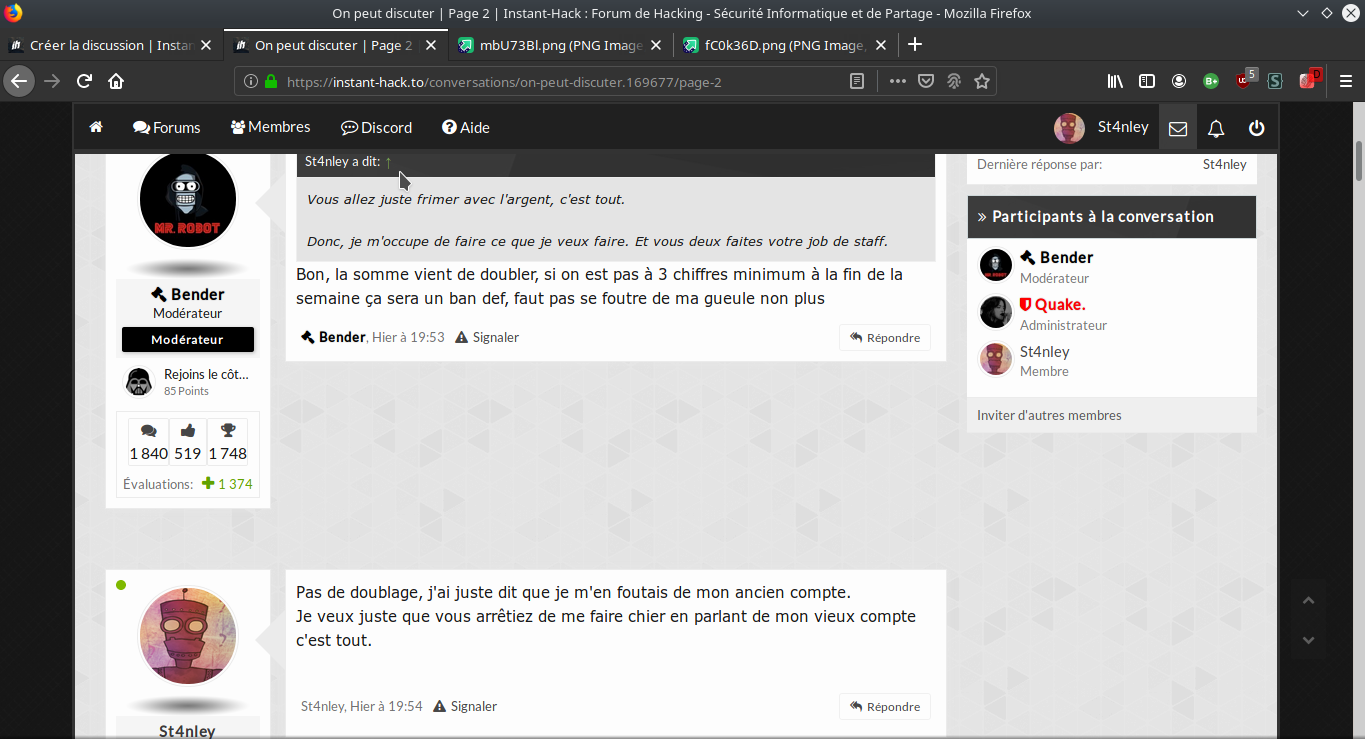 On peut discuter | Page 2 | Instant-Hack : Forum de Hacking - Sécurité Informatique et de Partage - Mozilla Firefox
Créer la discussion | Instan
On peut discuter | Page 2
mbU73Bl.png (PNG Image
fC0k36D.png (PNG Image,
https://instant-hack.to/conversations/on-peut-discuter.169677/page-2
B+
5
S
D
Forums
Membres
Discord
Aide
St4nley
St4nley a dit: ↑
Vous allez juste frimer avec l'argent, c'est tout.
Donc, je m'occupe de faire ce que je veux faire. Et vous deux faites votre job de staff.
Bon, la somme vient de doubler, si on est pas à 3 chiffres minimum à la fin de la
semaine ça sera un ban def, faut pas se foutre de ma gueule non plus
Bender, Hier à 19:53
Signaler
Répondre
MR. ROBOT
Bender
Modérateur
Modérateur
Rejoins le côt...
85 Points
1 840
519
1 748
Évaluations:
1 374
Dernière réponse par:
St4nley
» Participants à la conversation
Bender
Modérateur
Quake.
Administrateur
St4nley
Membre
Inviter d'autres membres
Pas de doublage, j'ai juste dit que je m'en foutais de mon ancien compte.
Je veux juste que vous arrêtiez de me faire chier en parlant de mon vieux compte
c'est tout.
St4nley, Hier à 19:54
Signaler
Répondre
St4nley